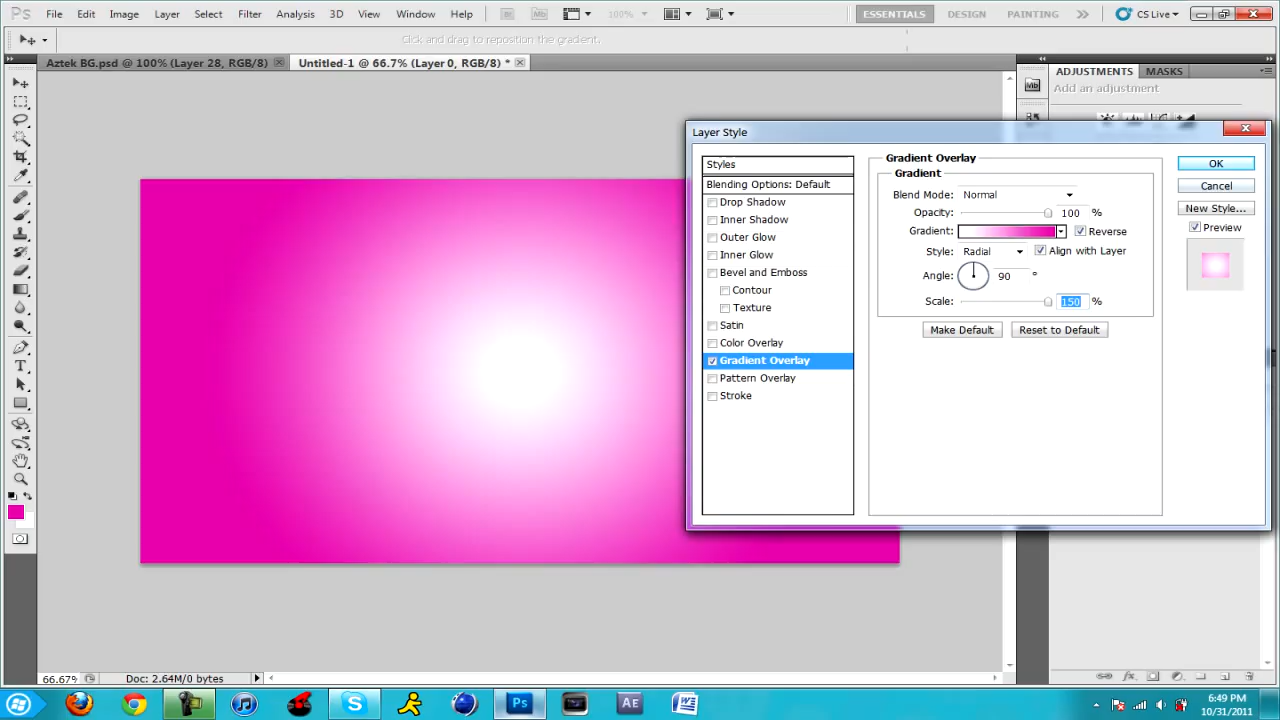 Ps File Edit Image Layer Select Filter Analysis 3D View Window Help Br Mb 100% ESSENTIALS DESIGN PAINTING CS Live
Click and drag to reposition the gradient.
Aztek BG.psd @ 100% (Layer 28, RGB/8) Untitled-1 @ 66.7% (Layer 0, RGB/8) *
ADJUSTMENTS MASKS
Mb
Add an adjustment
Layer Style
Styles
Blending Options: Default
Drop Shadow
Inner Shadow
Outer Glow
Inner Glow
Bevel and Emboss
Contour
Texture
Satin
Color Overlay
Gradient Overlay
Pattern Overlay
Stroke
Gradient Overlay
Gradient
Blend Mode: Normal
Opacity: 100 %
Gradient: Reverse
Style: Radial Align with Layer
Angle: 90 °
Scale: 150 %
Make Default Reset to Default
OK
Cancel
New Style...
Preview
T
66.67% Doc: 2.64M/0 bytes
Ps Ae W
6:49 PM
10/31/2011